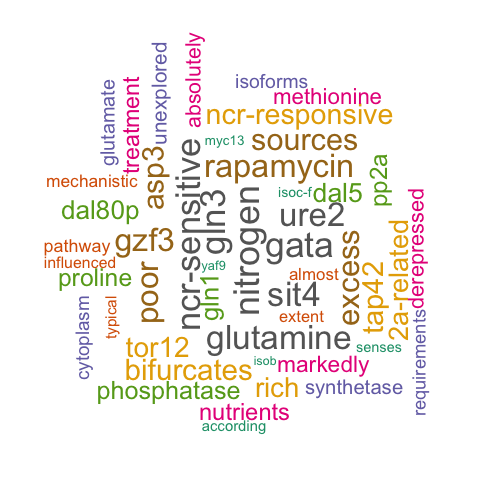 isoforms
methionine
absolutely
unexplored
treatment
glutamate
ncr-responsive
myc13
sources
rapamycin
asp3
mechanistic
pp2a
isoc-f
dal5
dal80p
ncr-sensitive
gln3
nitrogen
ure2
gzf3
gata
pathway
influenced
yaf9
proline
poor
gln1
almost
sit4
excess
tap42
2a-related
derepressed
requirements
cytoplasm
typical
extent
glutamine
tor12
senses
bifurcates
isob
markedly
phosphatase
rich
synthetase
nutrients
according